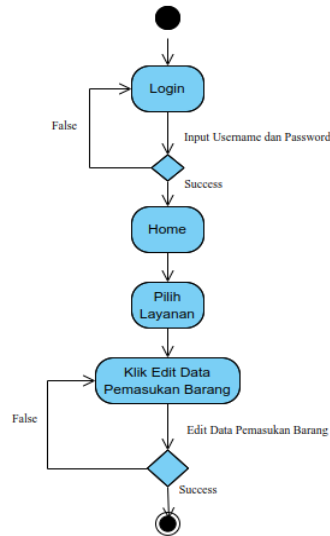 Login
False
Input Username dan Password
Success
Home
Pilih
Layanan
Klik Edit Data
Pemasukan Barang
False
Edit Data Pemasukan Barang
Success